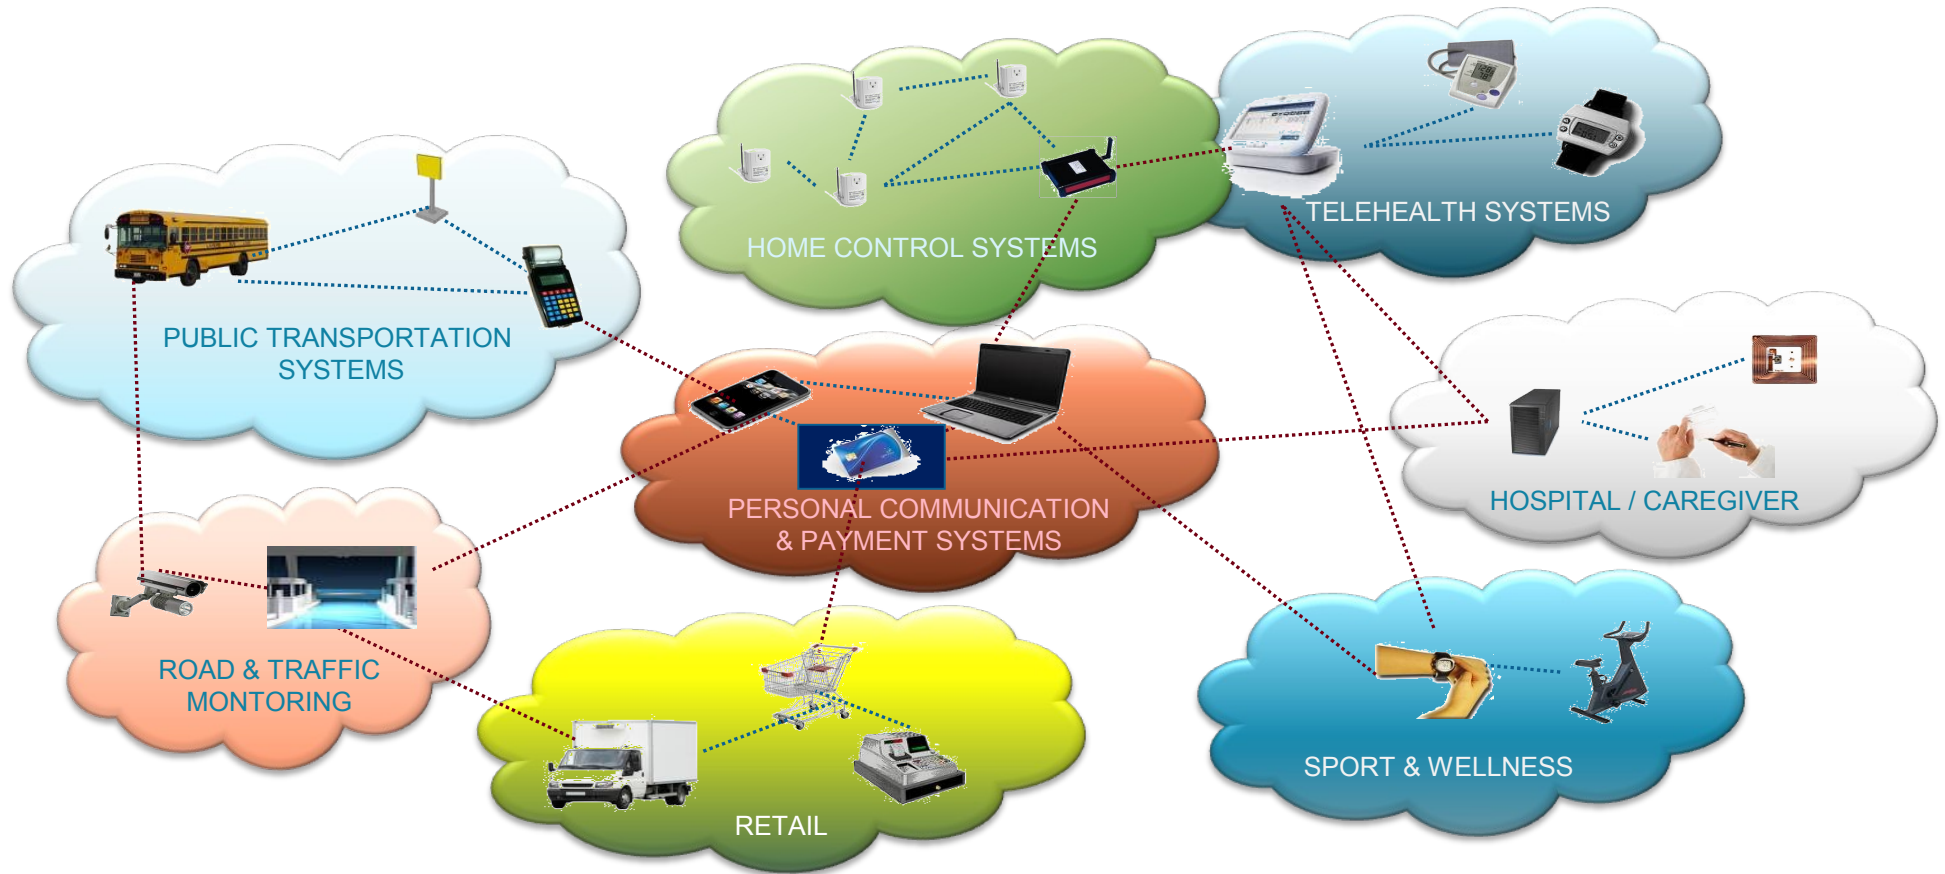 HOME CONTROL SYSTEMS
TELEHEALTH SYSTEMS
PUBLIC TRANSPORTATION
SYSTEMS
PERSONAL COMMUNICATION
& PAYMENT SYSTEMS
HOSPITAL / CAREGIVER
ROAD & TRAFFIC
MONTORING
RETAIL
SPORT & WELLNESS